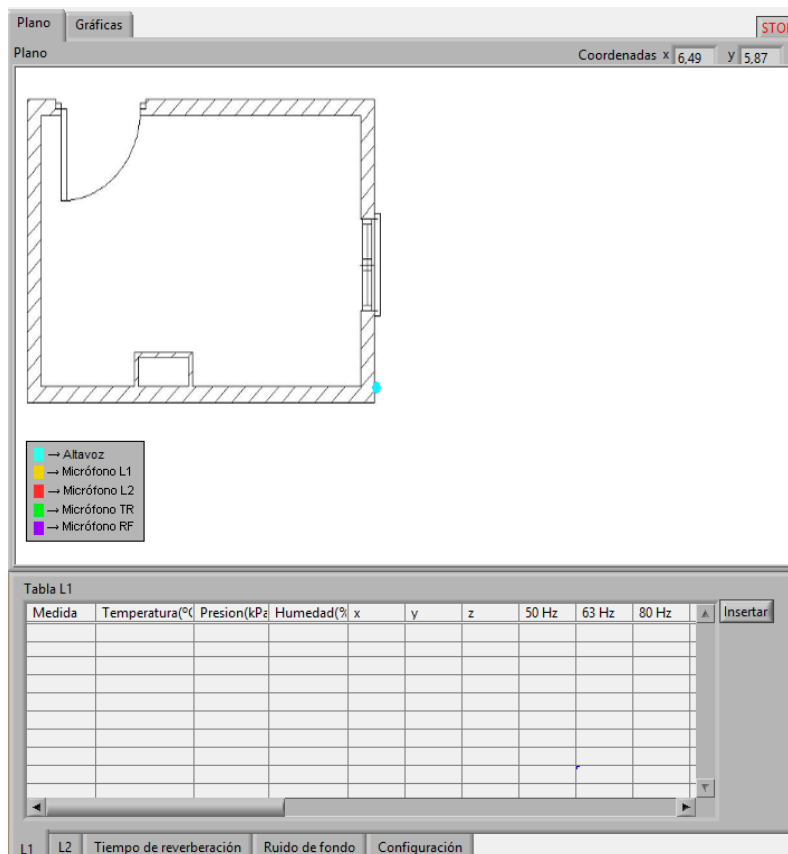 Plano Gráficas
STOP
Plano Coordenadas x 6,49 y 5,87
→ Altavoz
→ Micrófono L1
→ Micrófono L2
→ Micrófono TR
→ Micrófono RF
Tabla L1
Medida Temperatura(ºC Presion(kPa Humedad(% x y z 50 Hz 63 Hz 80 Hz Insertar
L1 L2 Tiempo de reverberación Ruido de fondo Configuración